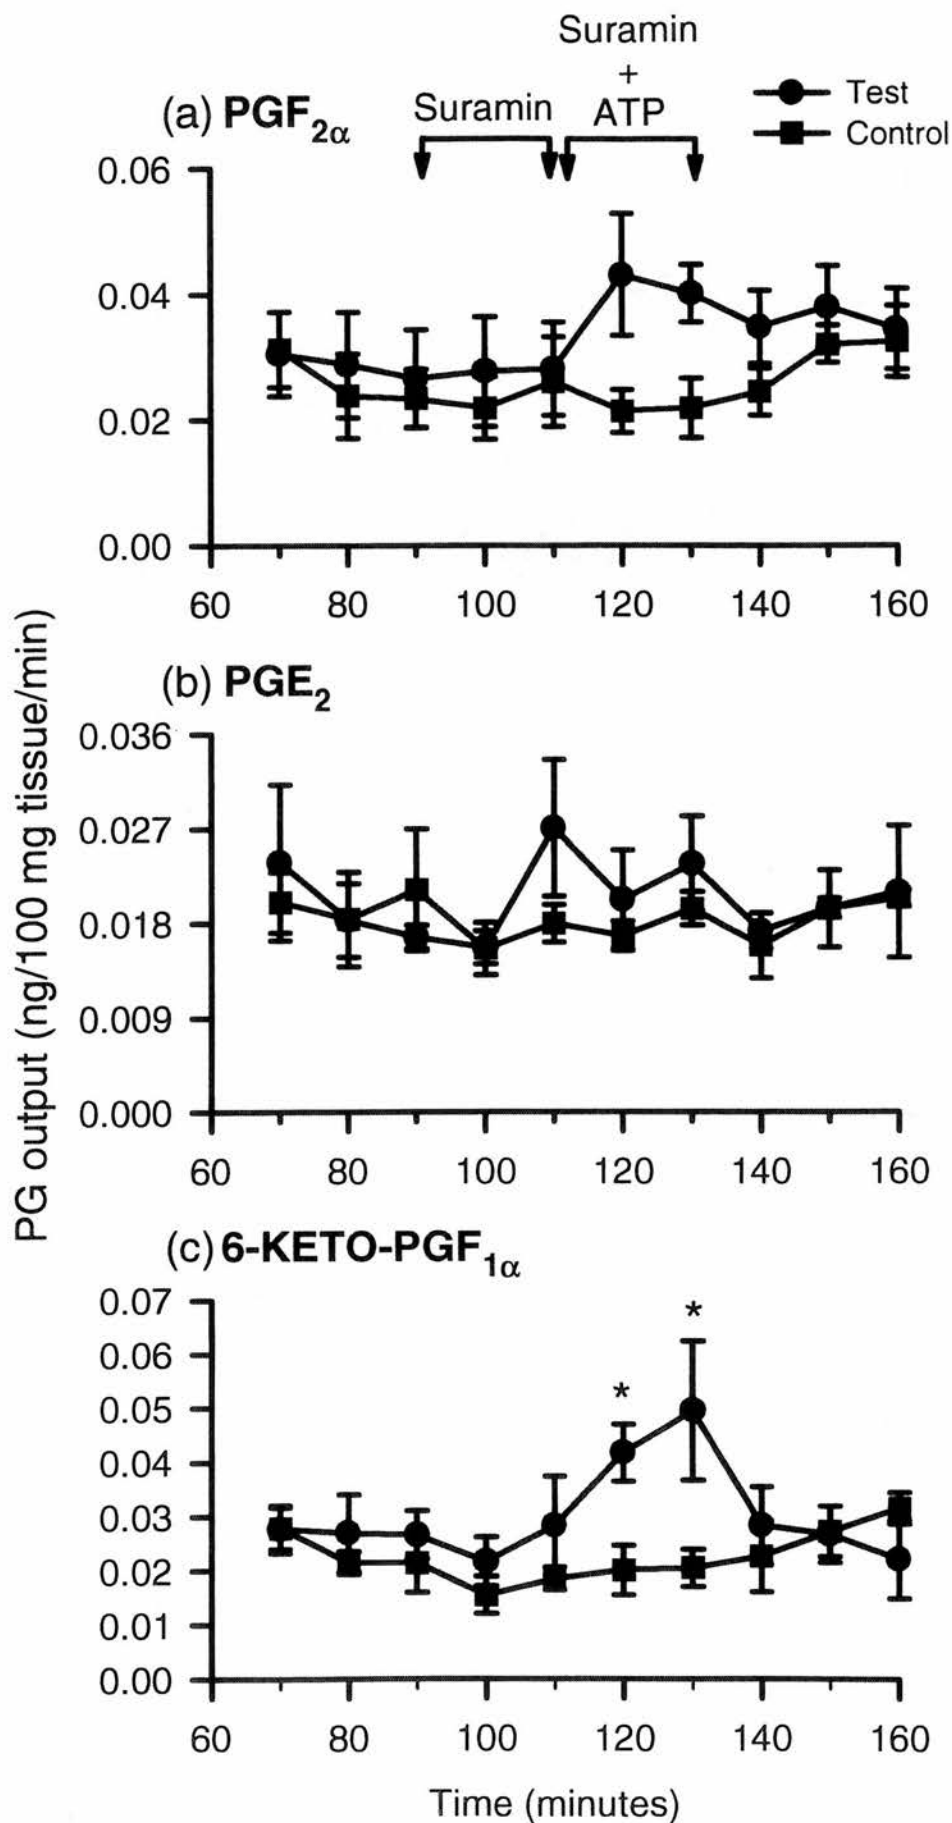 Suramin
+
ATP
Suramin
Test
Control
(a) PGF2α
0.06
0.04
0.02
0.00
60 80 100 120 140 160
PG output (ng/100 mg tissue/min)
(b) PGE2
0.036
0.027
0.018
0.009
0.000
60 80 100 120 140 160
(c) 6-KETO-PGF1α
0.07
0.06
0.05
0.04
0.03
0.02
0.01
0.00
* *
60 80 100 120 140 160
Time (minutes)